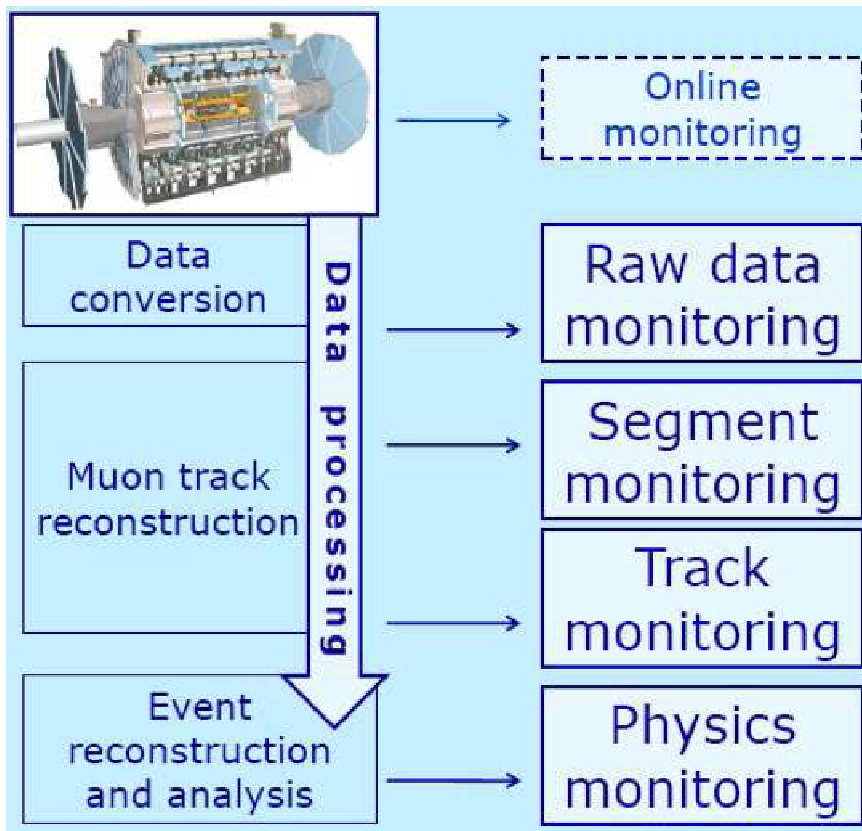 Online
monitoring
Data
conversion
Data processing
Raw data
monitoring
Muon track
reconstruction
Segment
monitoring
Track
monitoring
Event
reconstruction
and analysis
Physics
monitoring